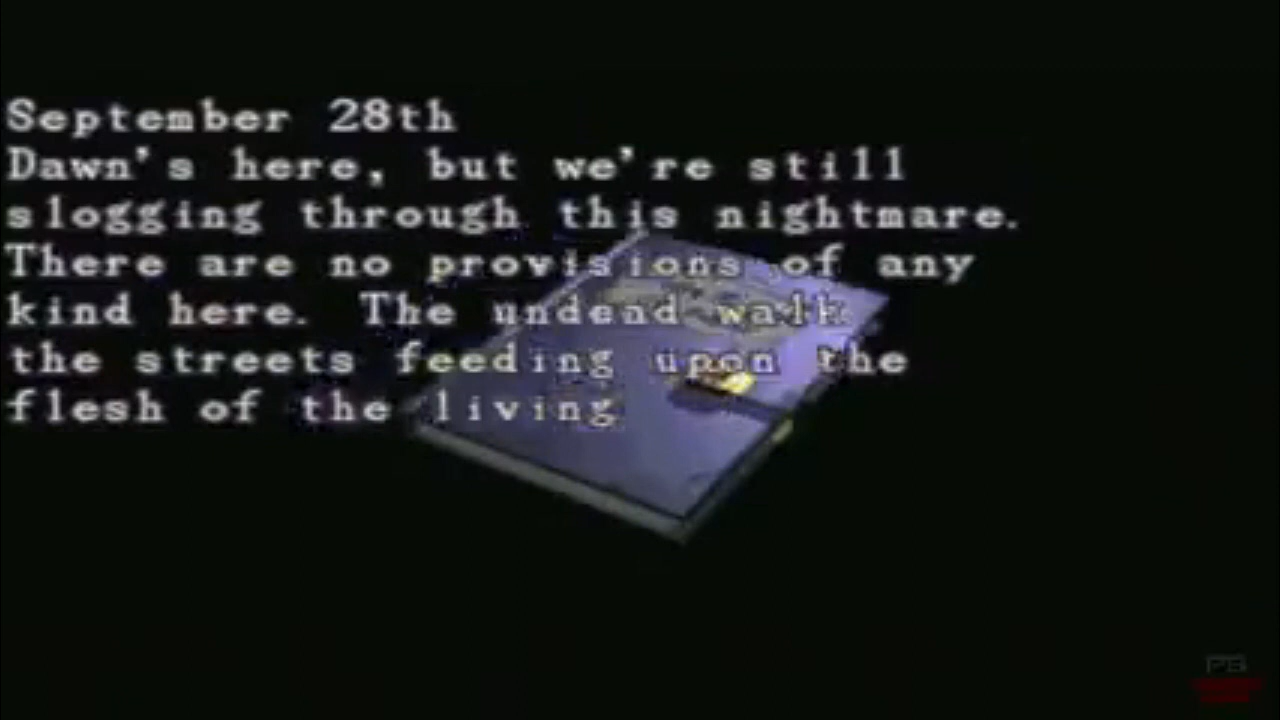 September 28th
Dawn's here, but we're still
slogging through this nightmare.
There are no provisions of any
kind here. The undead walk
the streets feeding upon the
flesh of the living